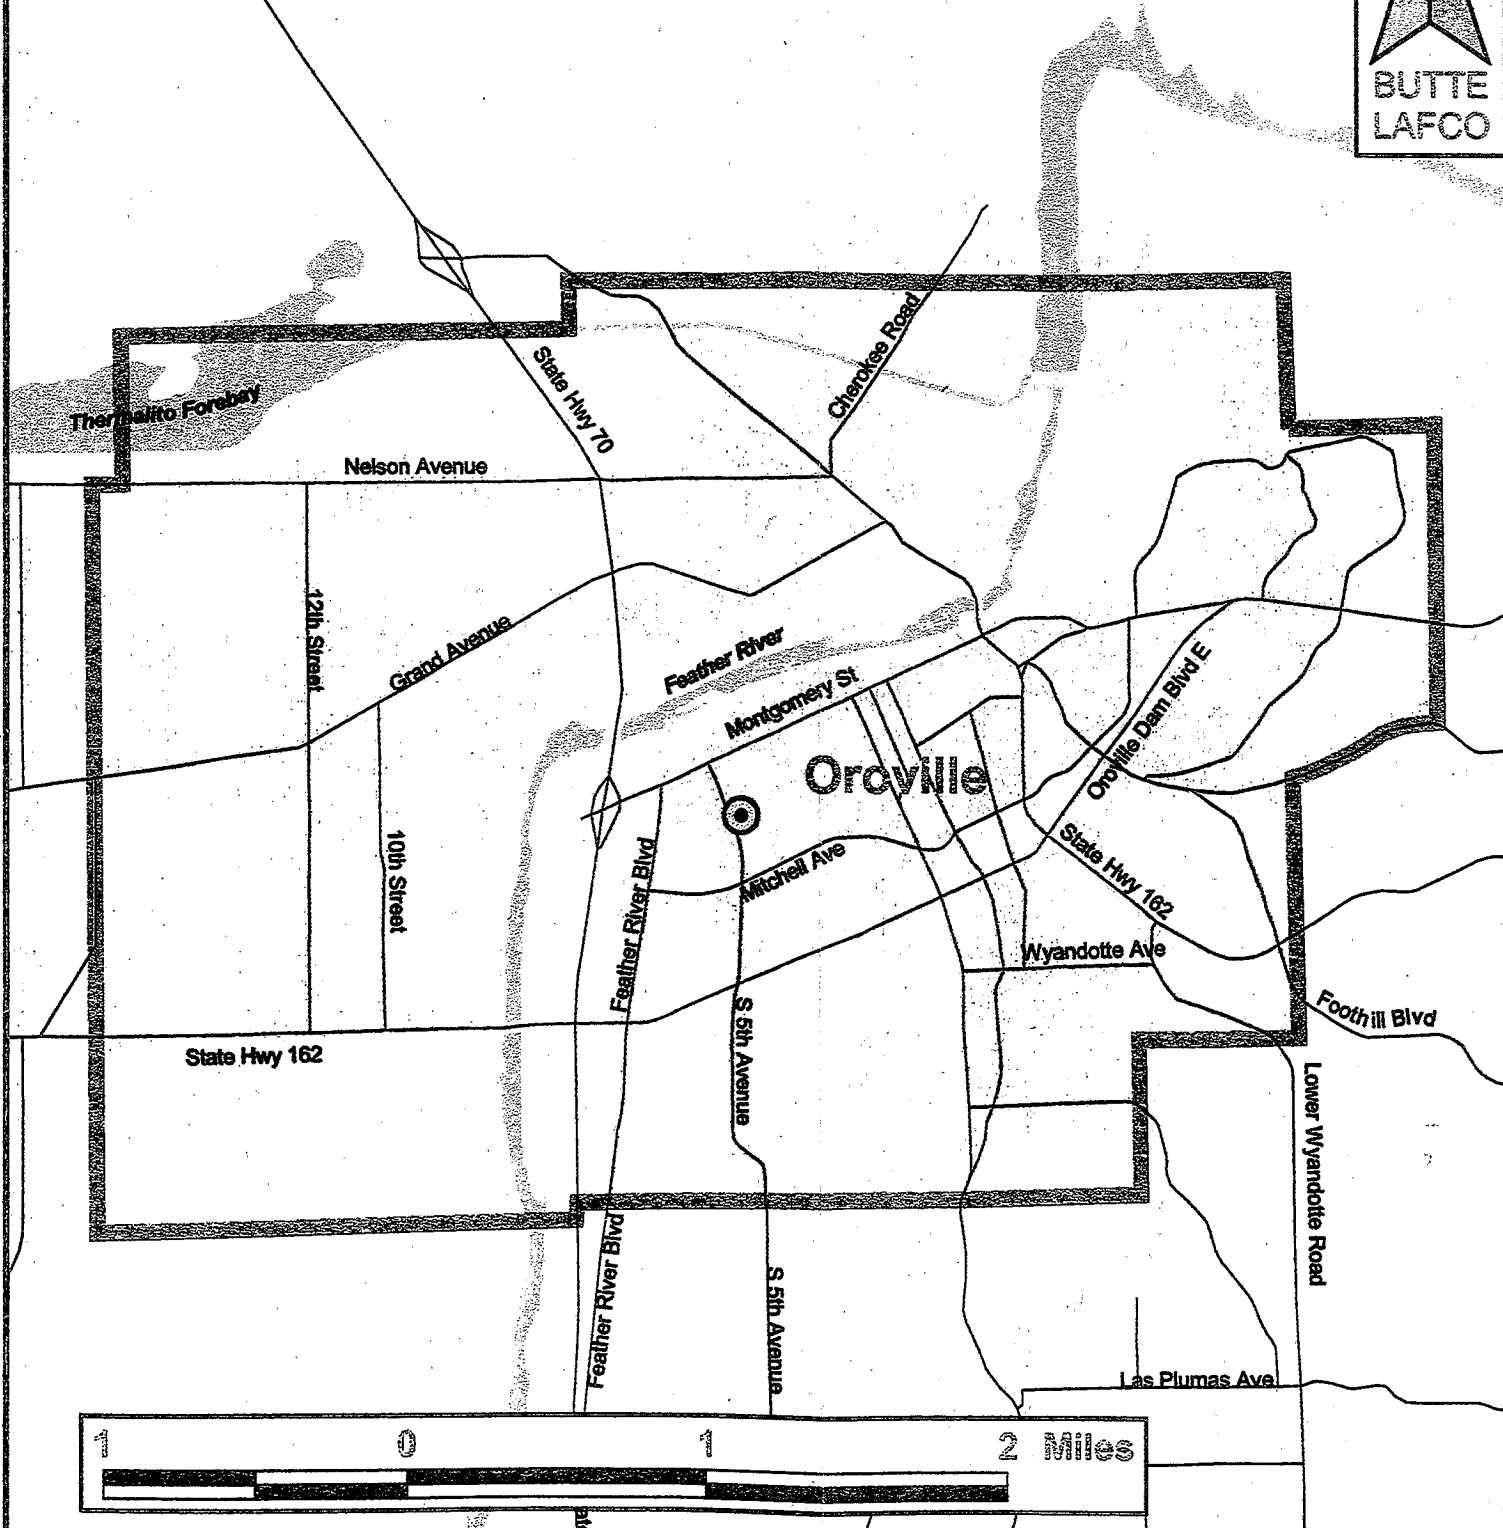 BUTTE
LAFCO
Cherokee Road
State Hwy 70
Thermalito Forebay
Nelson Avenue
12th Street
Grand Avenue
Feather River
Montgomery St
Oroville Dam Blvd E
Oroville
10th Street
Feather River Blvd
Mitchell Ave
State Hwy 162
Wyandotte Ave
S 5th Avenue
Foothill Blvd
State Hwy 162
Lower Wyandotte Road
Feather River Blvd
S 5th Avenue
Las Plumas Ave
1 0 1 2 Miles